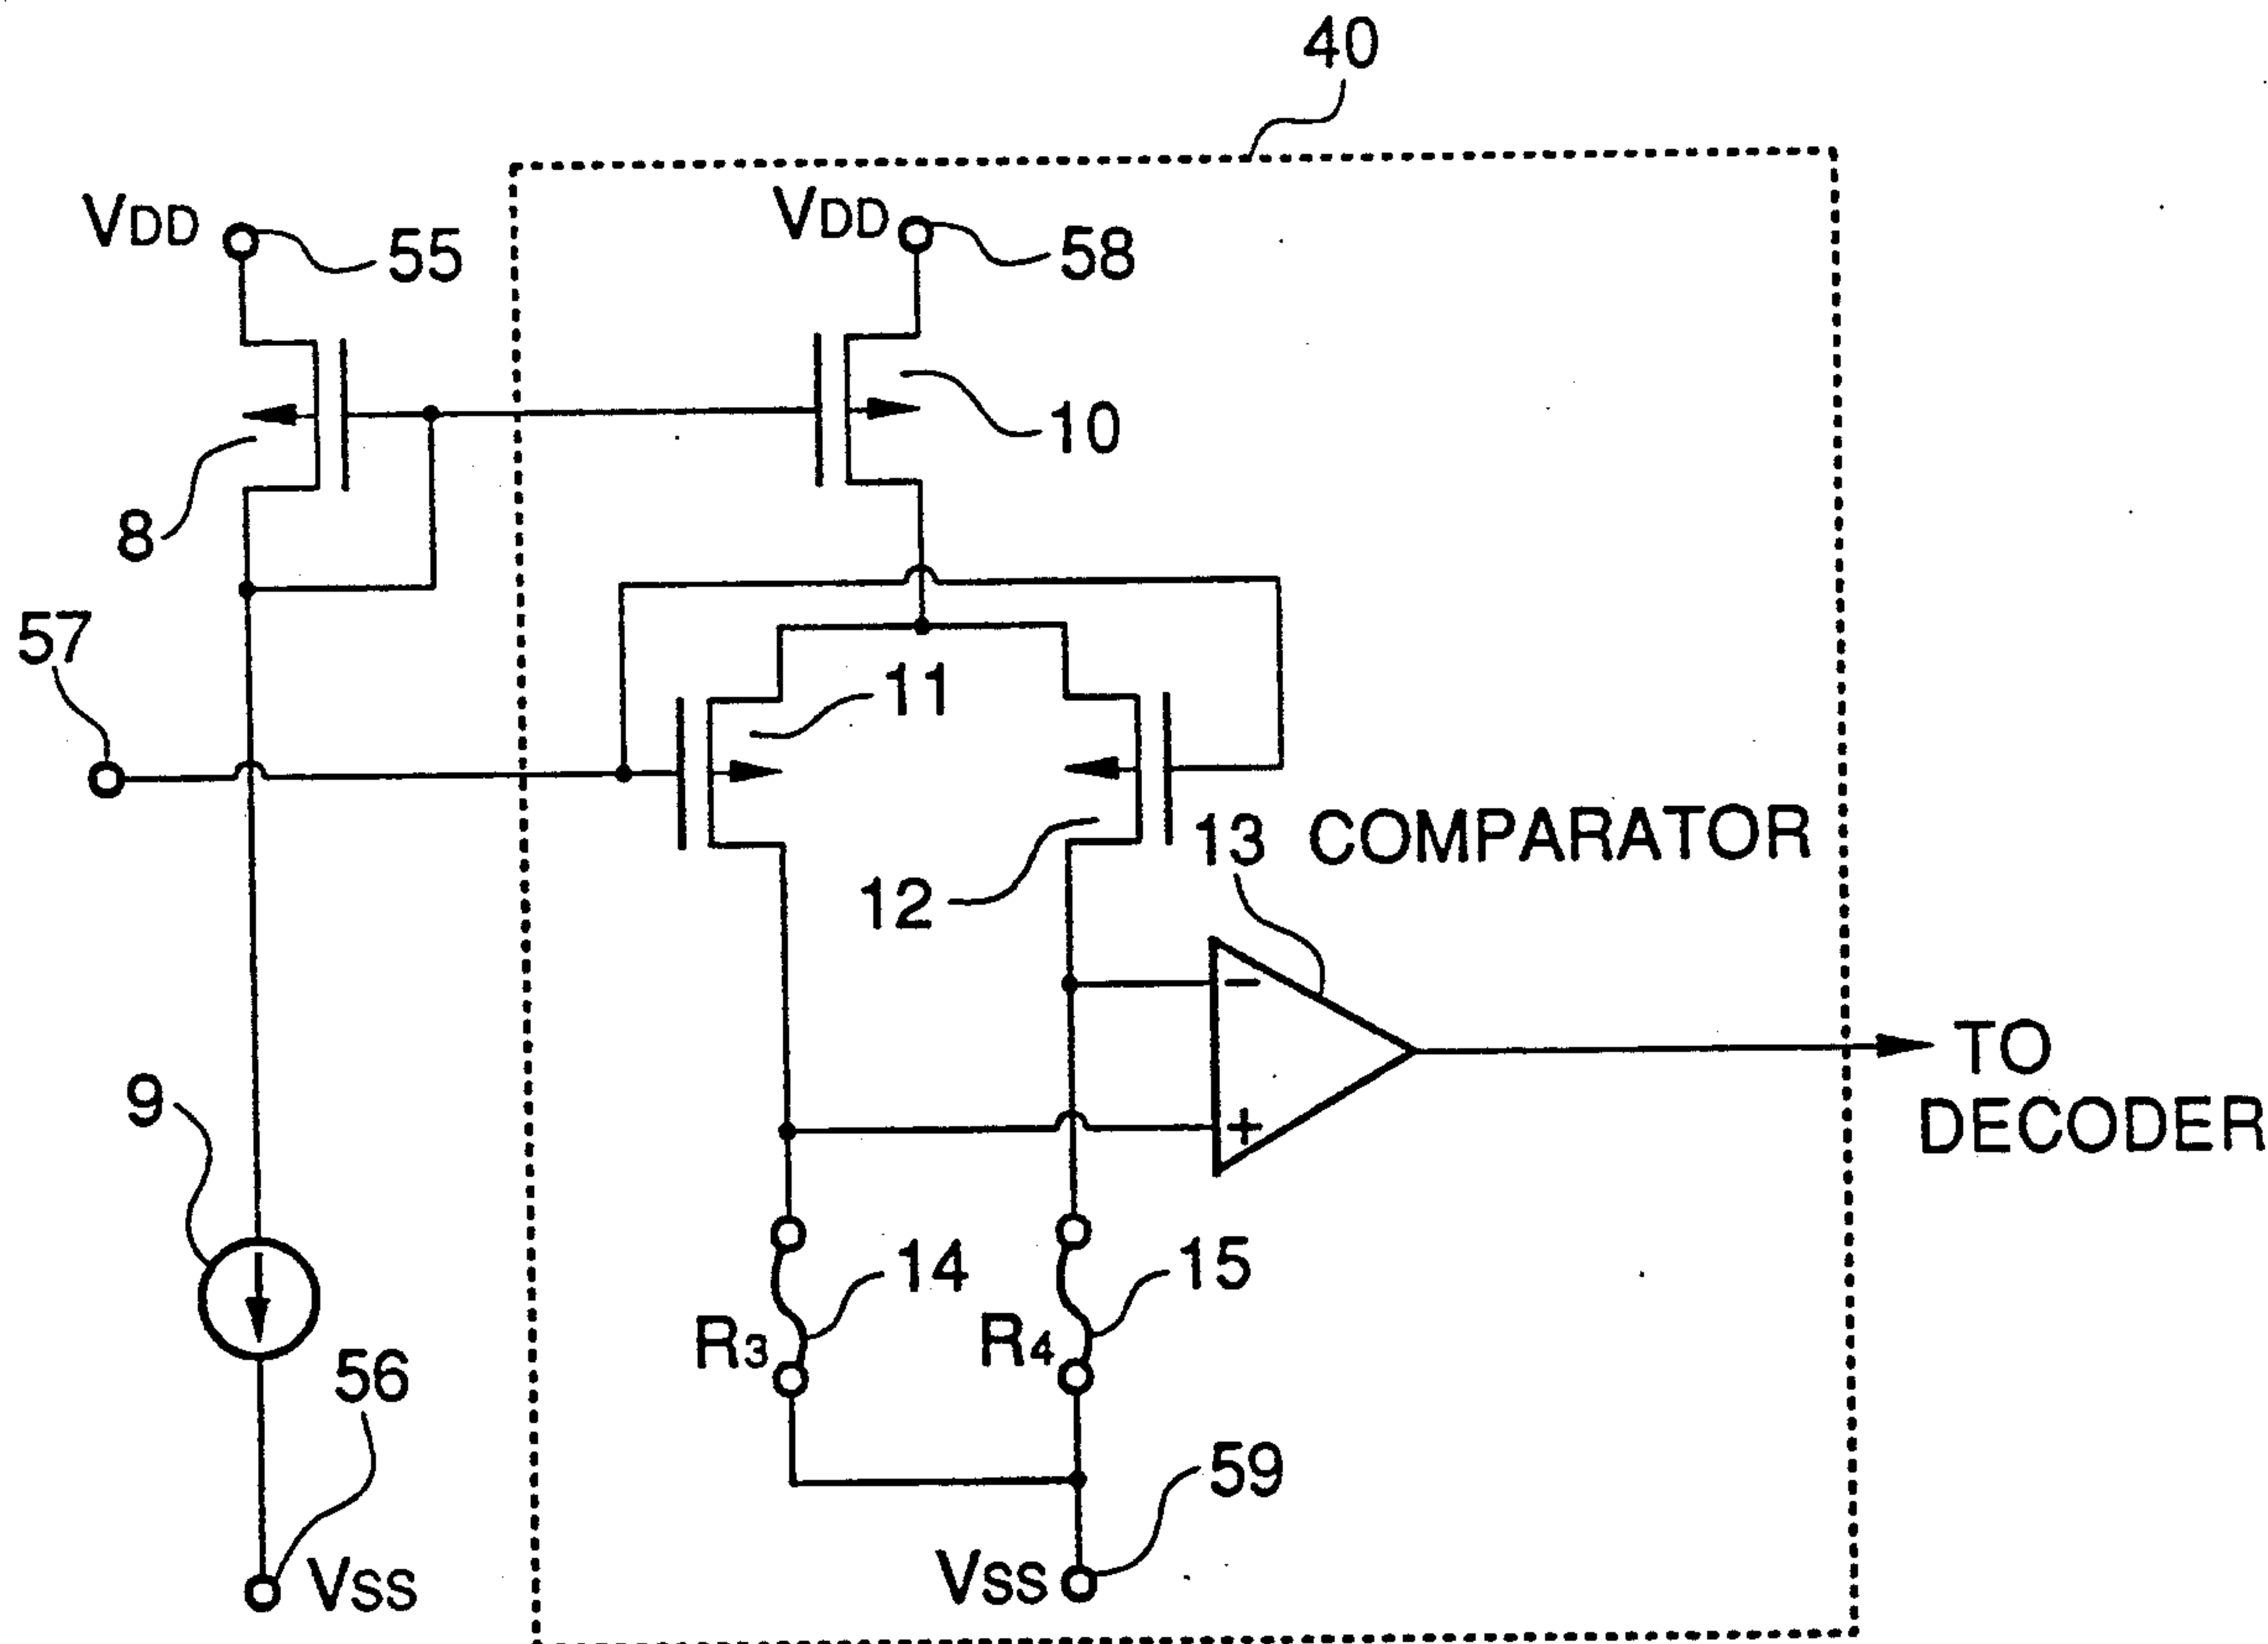 40
VDD
55
VDD
58
10
8
57
11
12
13 COMPARATOR
TO
DECODER
9
14
15
R3
R4
56
59
VSS
VSS
-
+